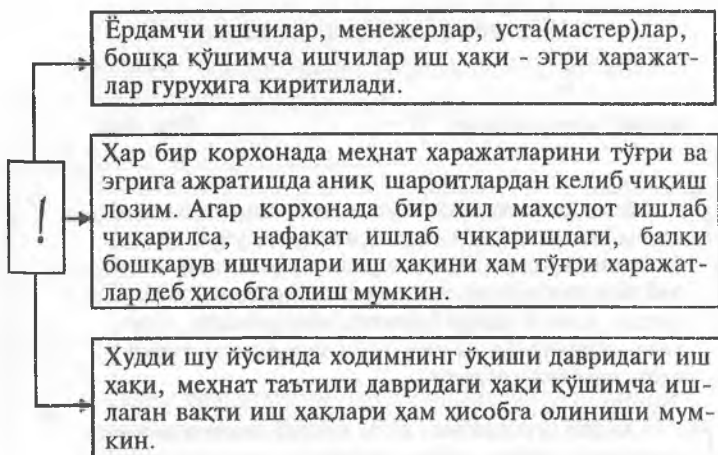 Ёрдамчи ишчилар, менежерлар, уста(мастер)лар,
бошқа қўшимча ишчилар иш ҳақи - эгри харажат-
лар гуруҳига киритилади.
!
Ҳар бир корхонада меҳнат харажатларини тўғри ва
эгрига ажратишда аниқ шароитлардан келиб чиқиш
лозим. Агар корхонада бир хил маҳсулот ишлаб
чиқарилса, нафақат ишлаб чиқаришдаги, балки
бошқарув ишчилари иш ҳақини ҳам тўғри харажат-
лар деб ҳисобга олиш мумкин.
Худди шу йўсинда ходимнинг ўқиши давридаги иш
ҳақи, меҳнат таътили давридаги ҳақи қўшимча иш-
лаган вақти иш ҳақлари ҳам ҳисобга олиниши мум-
кин.